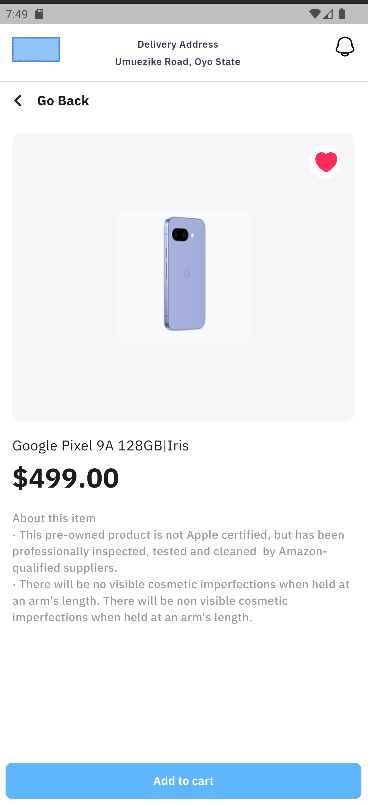 7:49
Delivery Address
Umuezike Road, Oyo State
Go Back
Google Pixel 9A 128GB|Iris
$499.00
About this item
· This pre-owned product is not Apple certified, but has been
professionally inspected, tested and cleaned  by Amazon-
qualified suppliers.
· There will be no visible cosmetic imperfections when held at
an arm's length. There will be non visible cosmetic
imperfections when held at an arm's length.
Add to cart